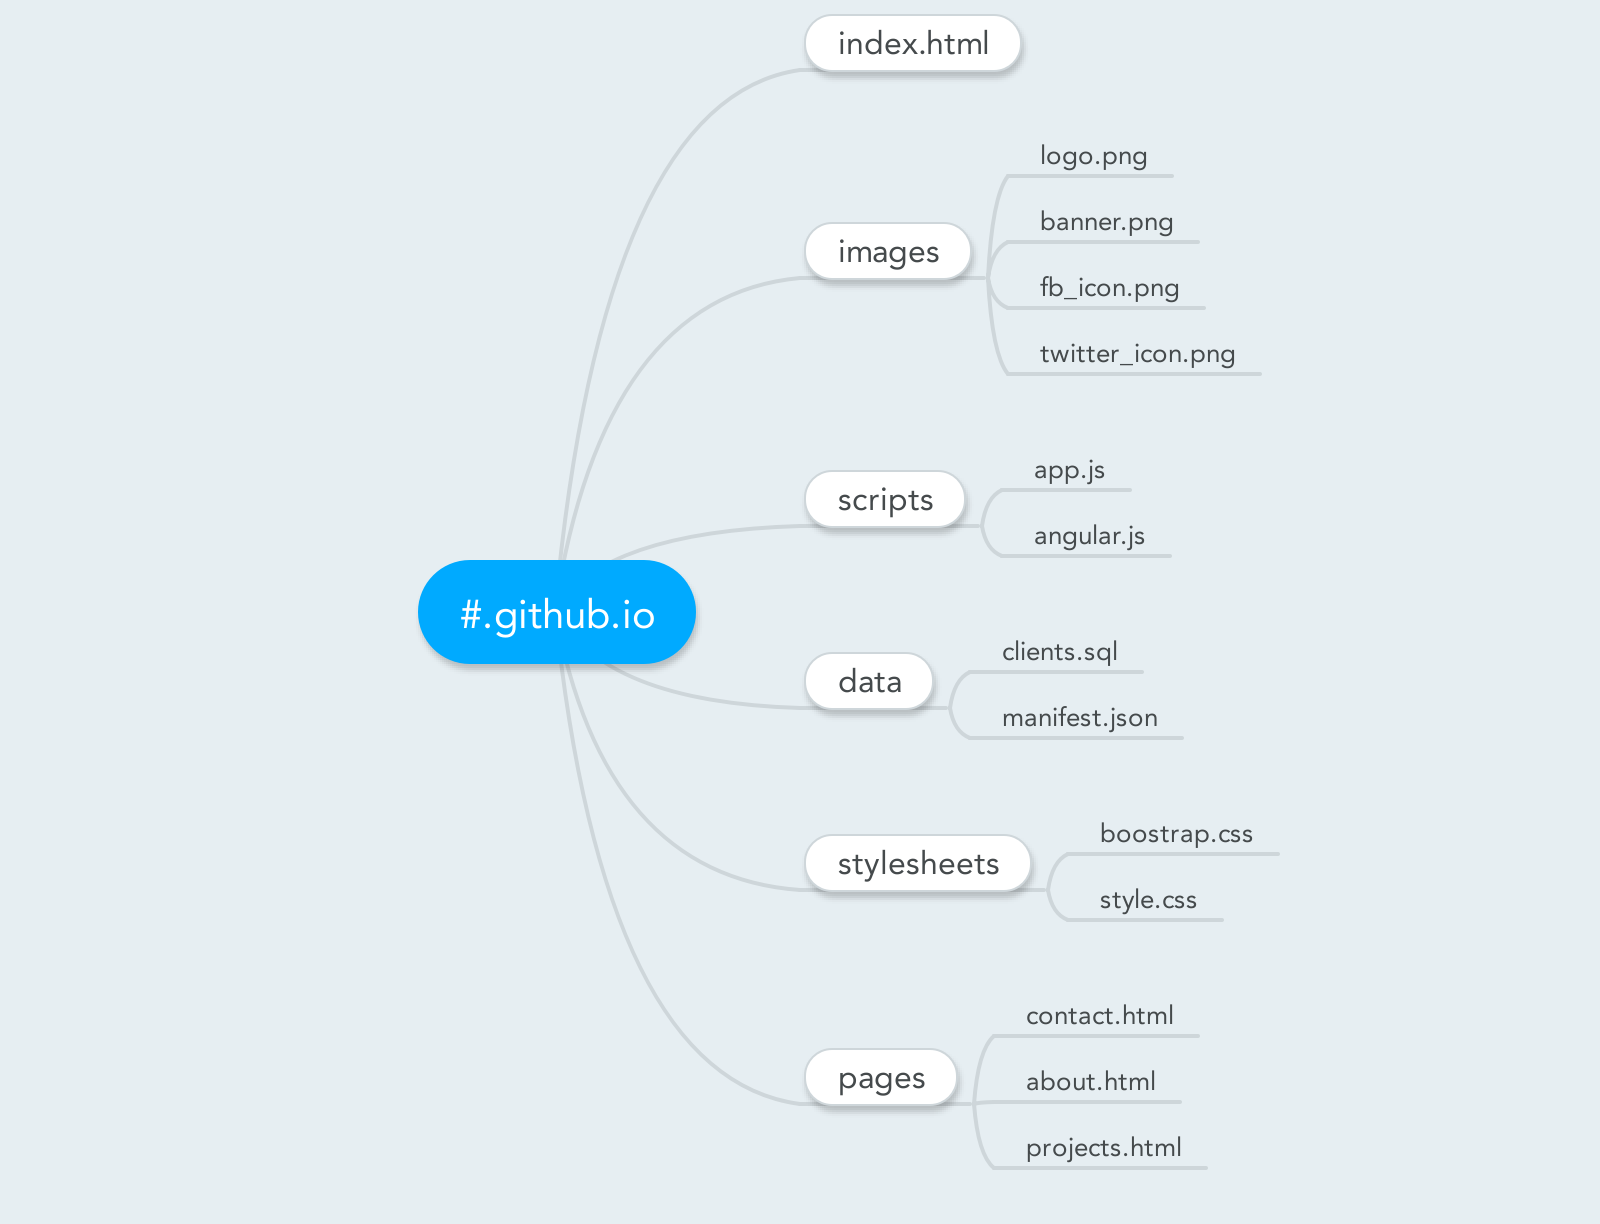 index.html
images
logo.png
banner.png
fb_icon.png
twitter_icon.png
scripts
app.js
angular.js
#.github.io
data
clients.sql
manifest.json
stylesheets
boostrap.css
style.css
pages
contact.html
about.html
projects.html